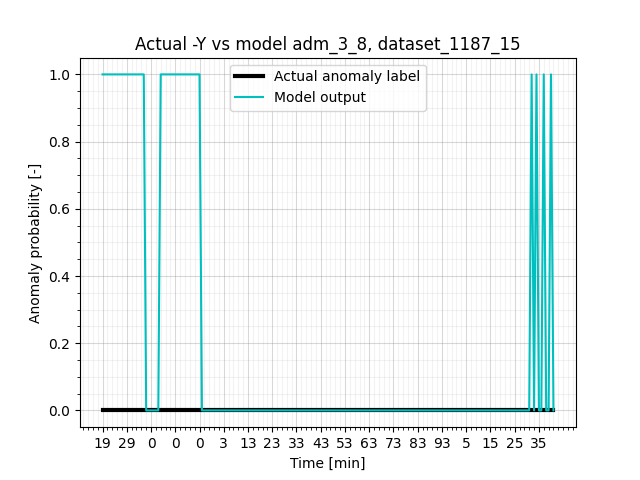 Actual -Y vs model adm_3_8, dataset_1187_15
Actual anomaly label
Model output
Anomaly probability [-]
1.0
0.8
0.6
0.4
0.2
0.0
19 29 0 0 0 3 13 23 33 43 53 63 73 83 93 5 15 25 35
Time [min]